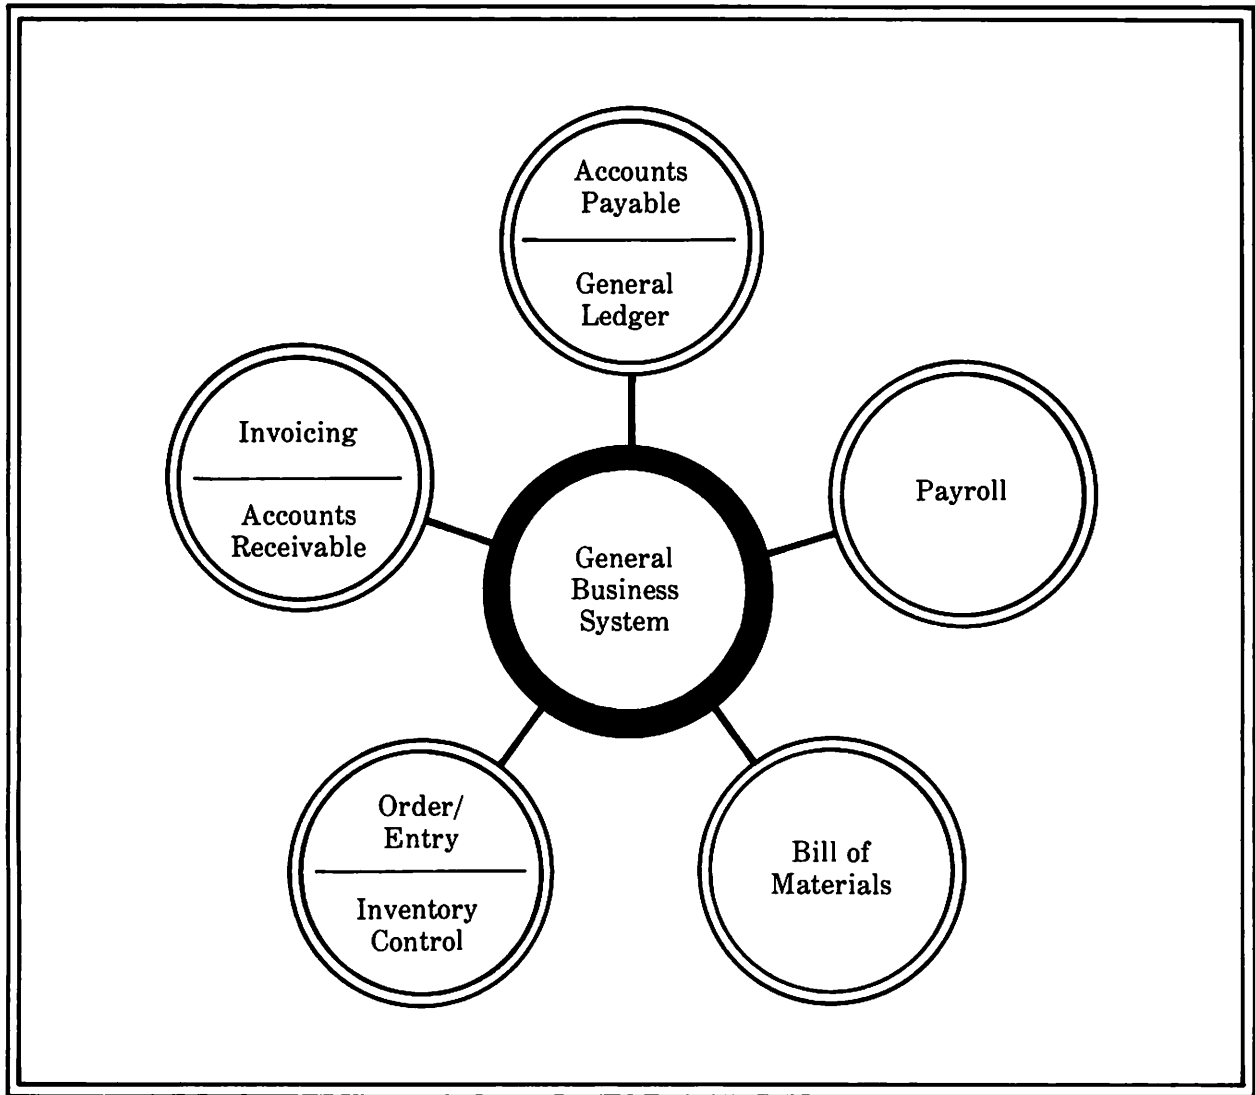 Accounts
Payable
General
Ledger
Invoicing
Accounts
Receivable
Payroll
General
Business
System
Order/
Entry
Inventory
Control
Bill of
Materials